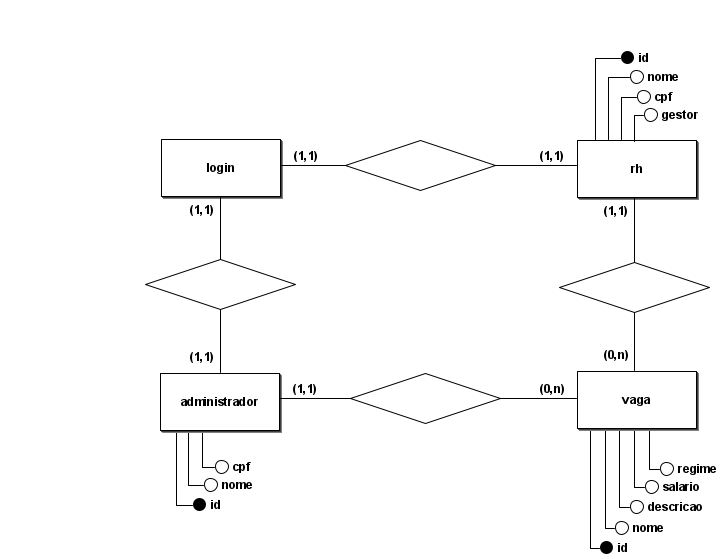 id
nome
cpf
gestor
login
(1,1)
(1,1)
rh
(1,1)
(1,1)
(1,1)
(0,n)
administrador
(1,1)
(0,n)
vaga
cpf
nome
id
regime
salario
descricao
nome
id